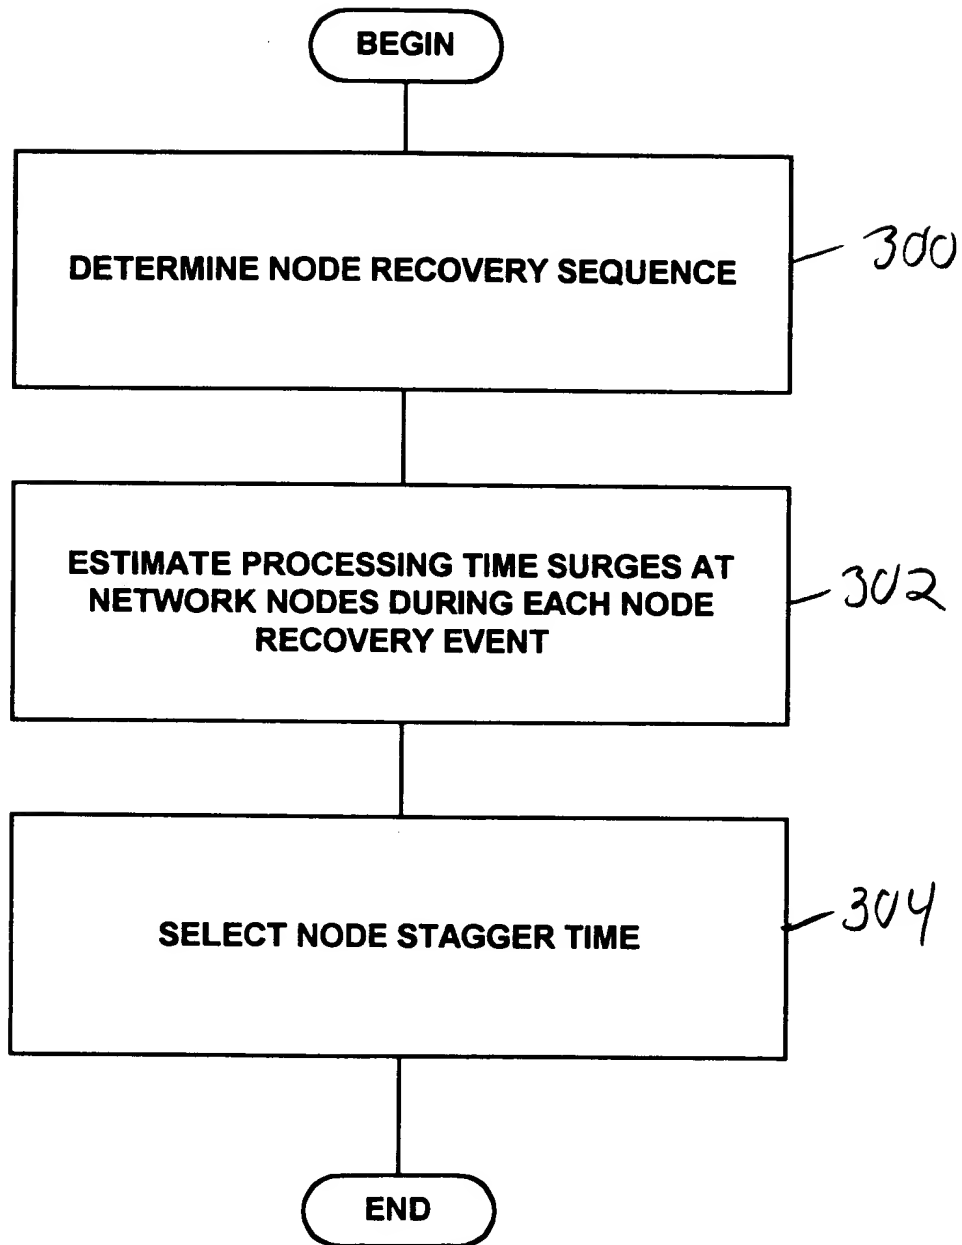 BEGIN
DETERMINE NODE RECOVERY SEQUENCE
300
ESTIMATE PROCESSING TIME SURGES AT
NETWORK NODES DURING EACH NODE
RECOVERY EVENT
302
SELECT NODE STAGGER TIME
304
END